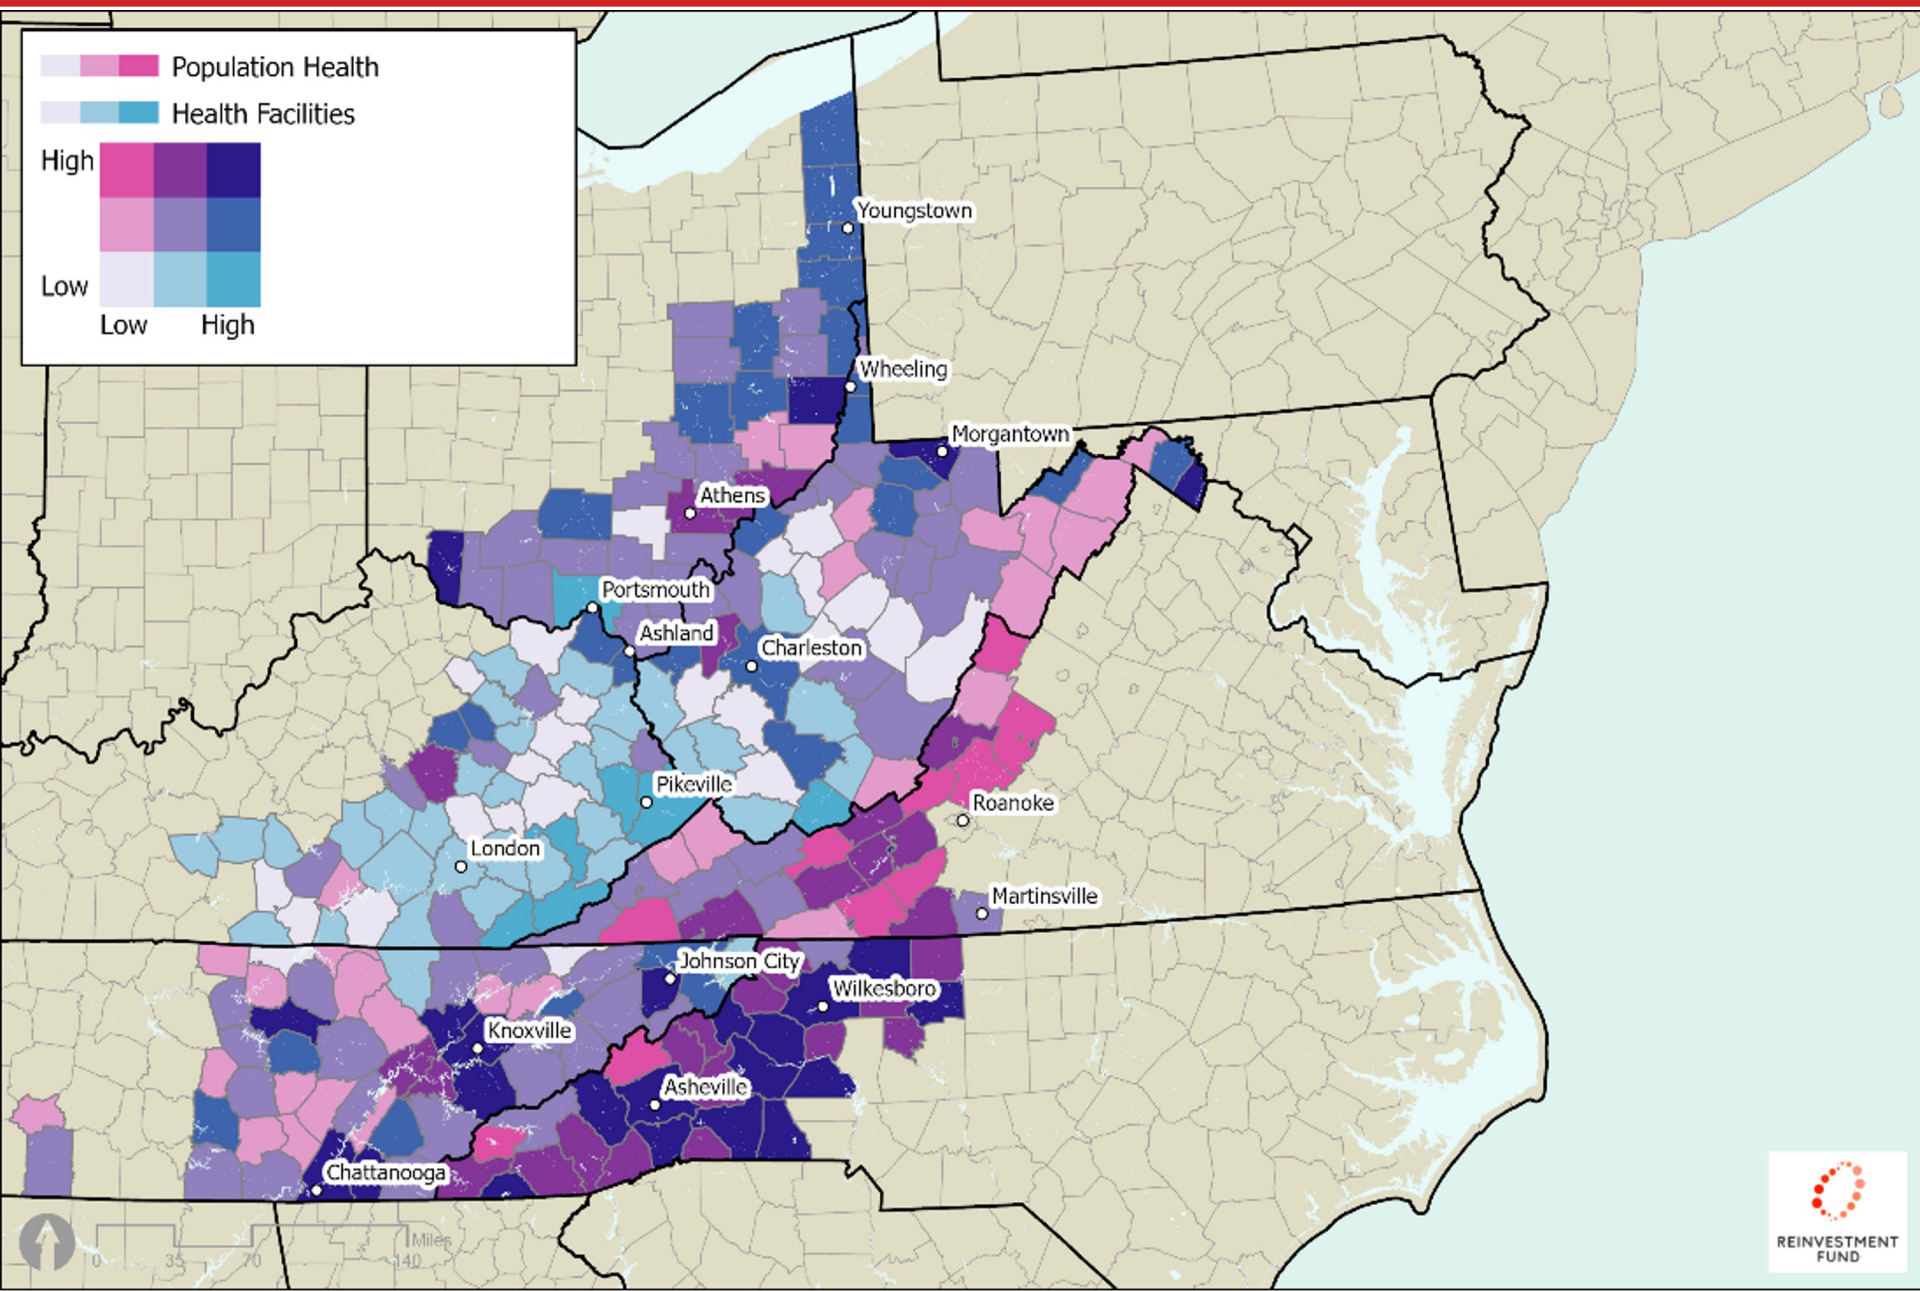 Population Health
Health Facilities
High
Low
Low High
Youngstown
Wheeling
Morgantown
Athens
Portsmouth
Ashland
Charleston
Pikeville
Roanoke
London
Martinsville
Johnson City
Wilkesboro
Knoxville
Asheville
Chattanooga
Miles
0 35 70 140
REINVESTMENT
FUND